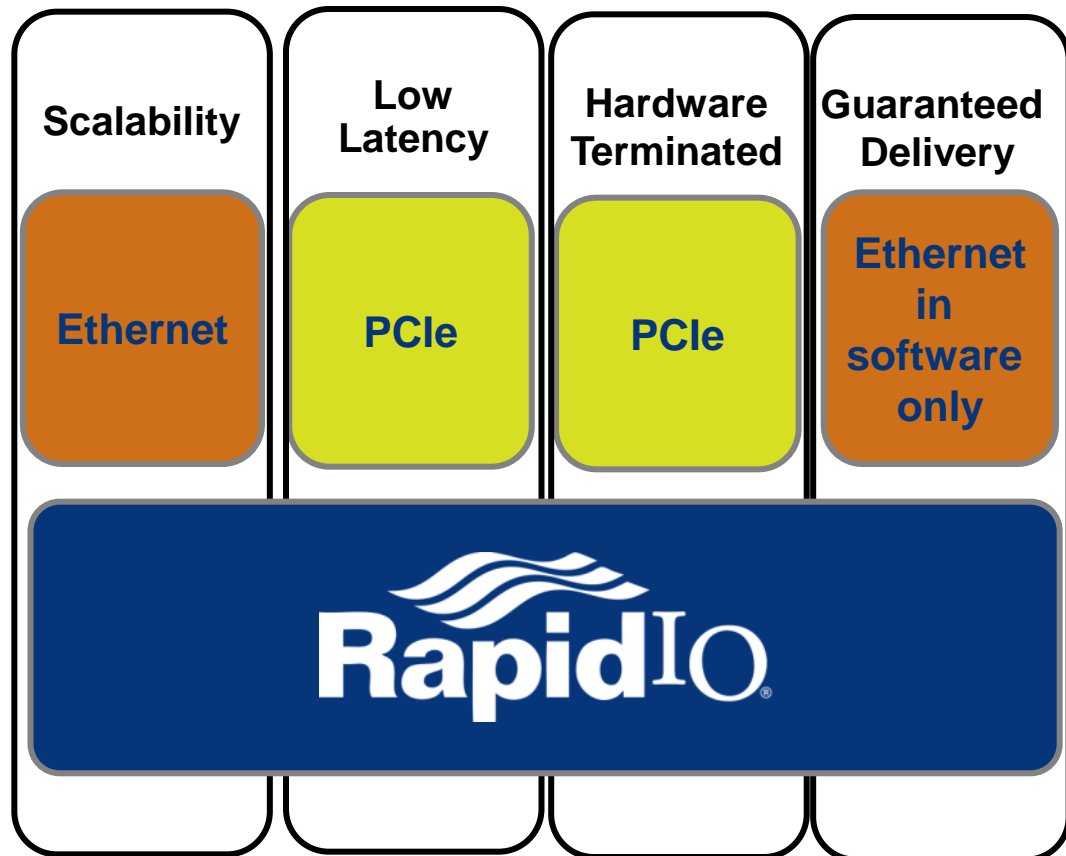 Scalability
Low
Latency
Hardware
Terminated
Guaranteed
Delivery
Ethernet
PCIe
PCIe
Ethernet
in
software
only
RapidIO®